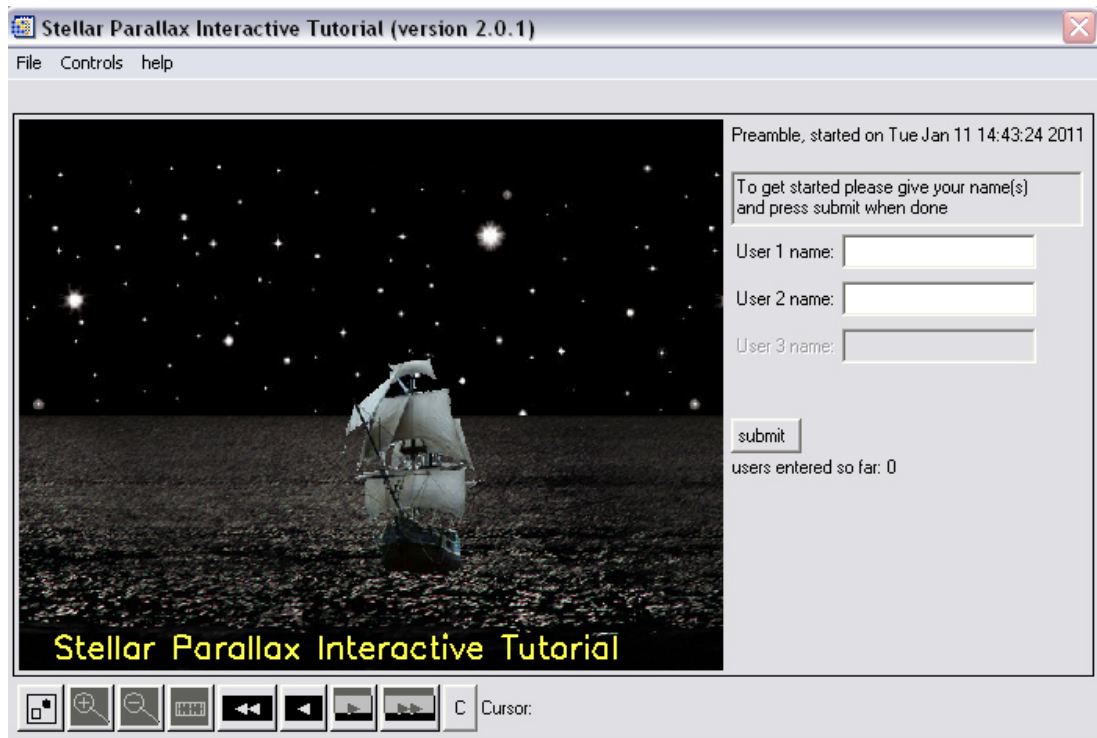 Stellar Parallax Interactive Tutorial (version 2.0.1)
File Controls help
Preamble, started on Tue Jan 11 14:43:24 2011
To get started please give your name(s)
and press submit when done
User 1 name:
User 2 name:
User 3 name:
submit
users entered so far: 0
Stellar Parallax Interactive Tutorial
C Cursor: